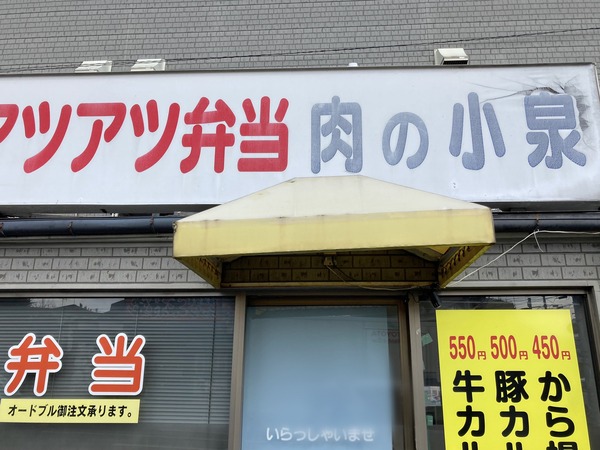 アツアツ弁当 肉の小泉
弁当
オードブル御注文承ります。
いらっしゃいませ
550円 500円 450円
牛カル
豚カル
から揚